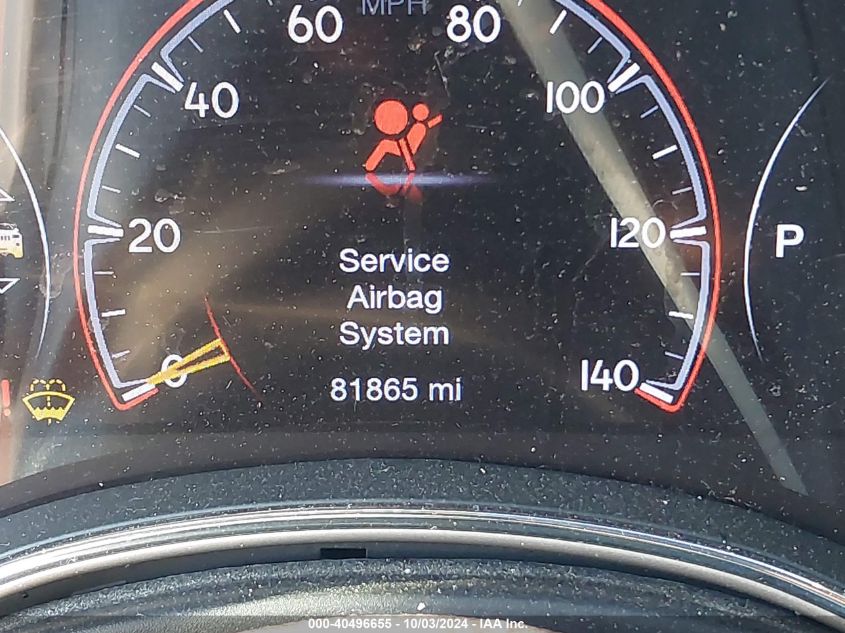 MPH
60
80
40
100
20
120
P
Service
Airbag
System
0
140
81865 mi
000-40496655 - 10/03/2024 - IAA Inc.